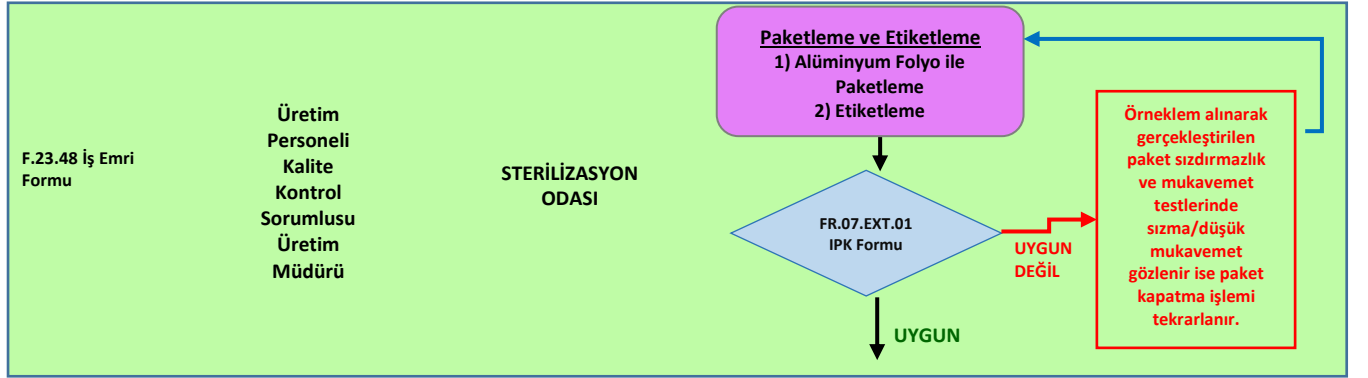 F.23.48 İş Emri
Formu
Üretim
Personeli
Kalite
Kontrol
Sorumlusu
Üretim
Müdürü
STERİLİZASYON
ODASI
Paketleme ve Etiketleme
1) Alüminyum Folyo ile
Paketleme
2) Etiketleme
FR.07.EXT.01
IPK Formu
UYGUN
DEĞİL
UYGUN
Örneklem alınarak
gerçekleştirilen
paket sızdırmazlık
ve mukavemet
testlerinde
sızma/düşük
mukavemet
gözlenir ise paket
kapatma işlemi
tekrarlanır.